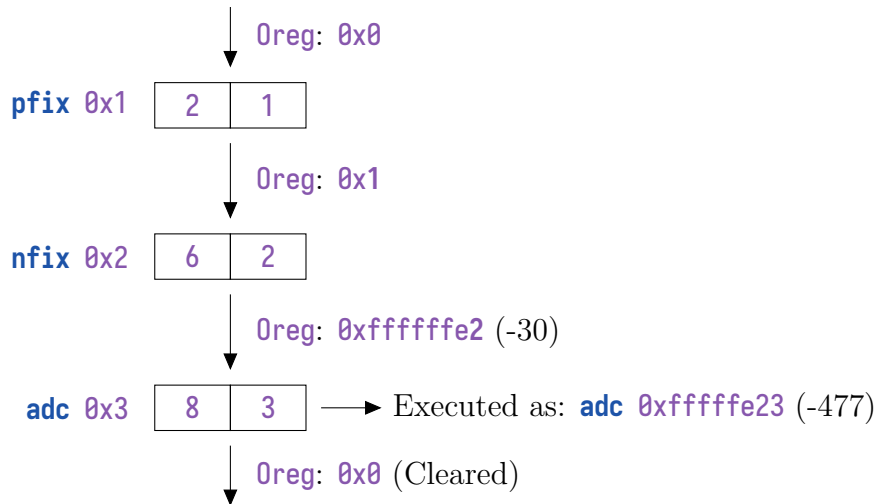 Oreg: 0x0
pfix 0x1 2 1
Oreg: 0x1
nfix 0x2 6 2
Oreg: 0xffffffe2 (-30)
adc 0x3 8 3 Executed as: adc 0xfffffe23 (-477)
Oreg: 0x0 (Cleared)